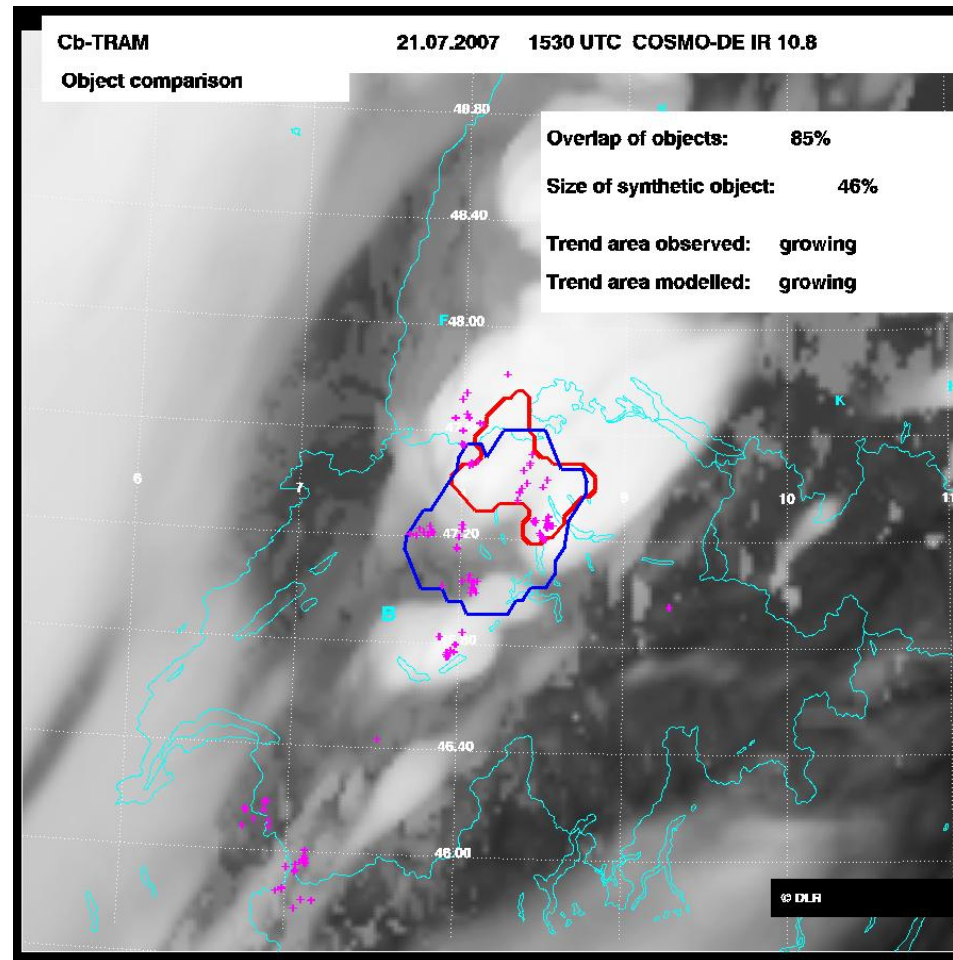 Cb-TRAM 21.07.2007 1530 UTC COSMO-DE IR 10.8
Object comparison
48.80
Overlap of objects: 85%
Size of synthetic object: 46%
48.40
Trend area observed: growing
Trend area modelled: growing
F 48.00
K
6 7 9 10 11
47.20
B
46.40
46.00
© DLR